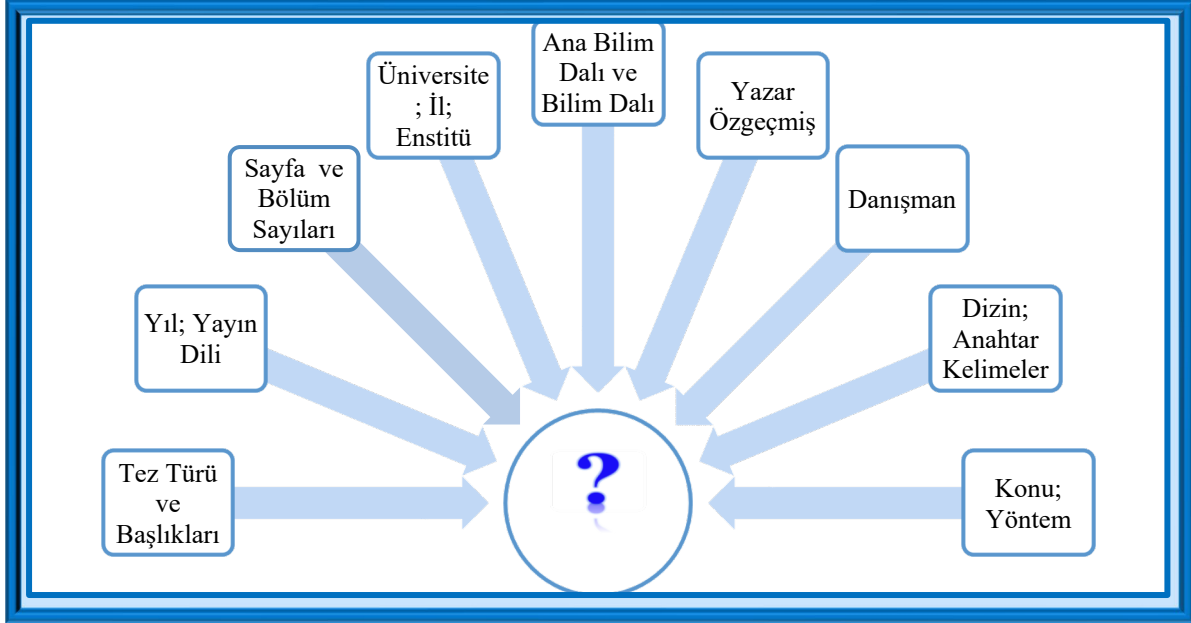 Tez Türü
ve
Başlıkları
Yıl; Yayın
Dili
Sayfa ve
Bölüm
Sayıları
Üniversite
; İl;
Enstitü
Ana Bilim
Dalı ve
Bilim Dalı
Yazar
Özgeçmiş
Danışman
Dizin;
Anahtar
Kelimeler
Konu;
Yöntem
?